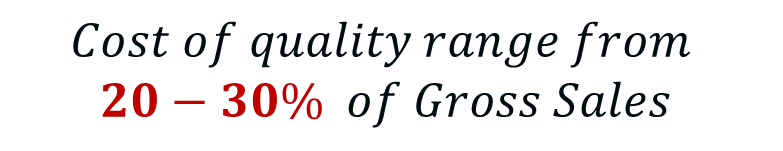 Cost of quality range from
20 – 30% of Gross Sales